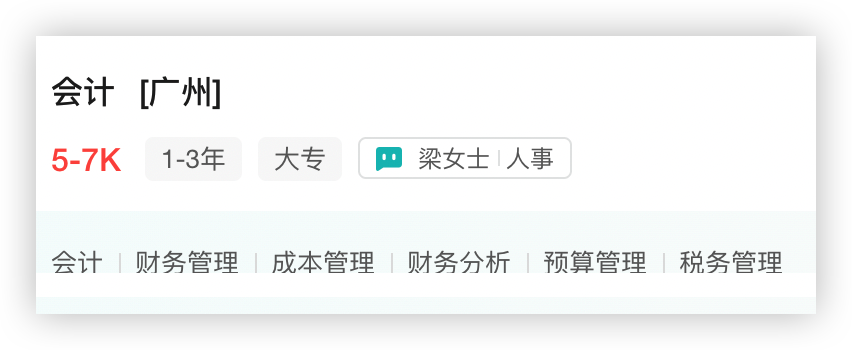 会计 [广州]
5-7K 1-3年 大专 梁女士 | 人事
会计 | 财务管理 | 成本管理 | 财务分析 | 预算管理 | 税务管理